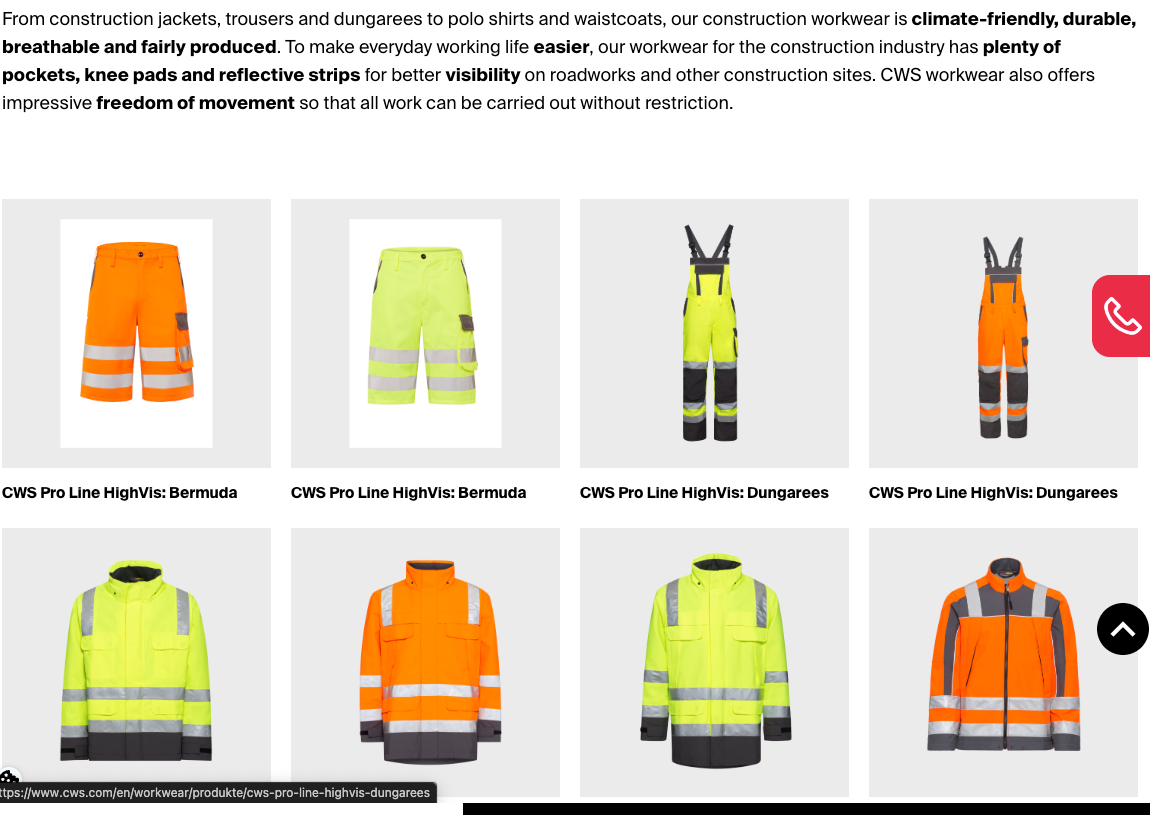 From construction jackets, trousers and dungarees to polo shirts and waistcoats, our construction workwear is climate-friendly, durable,
breathable and fairly produced. To make everyday working life easier, our workwear for the construction industry has plenty of
pockets, knee pads and reflective strips for better visibility on roadworks and other construction sites. CWS workwear also offers
impressive freedom of movement so that all work can be carried out without restriction.
CWS Pro Line HighVis: Bermuda
CWS Pro Line HighVis: Bermuda
CWS Pro Line HighVis: Dungarees
CWS Pro Line HighVis: Dungarees
ttps://www.cws.com/en/workwear/produkte/cws-pro-line-highvis-dungarees